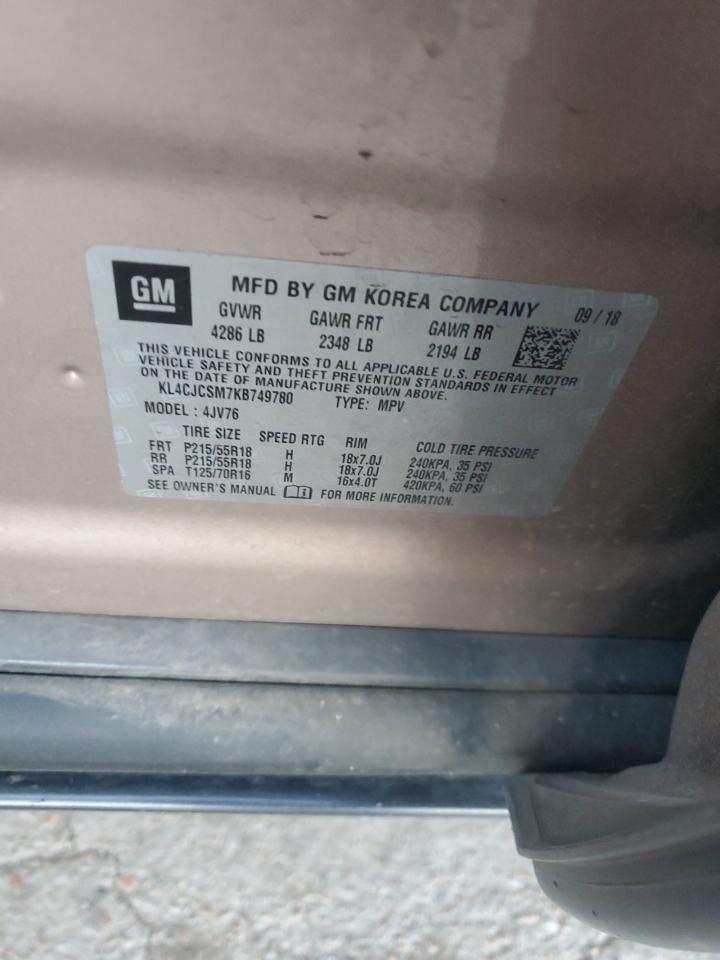 GM
MFD BY GM KOREA COMPANY 09 / 18
GVWR GAWR FRT GAWR RR
4286 LB 2348 LB 2194 LB
THIS VEHICLE CONFORMS TO ALL APPLICABLE U.S. FEDERAL MOTOR
VEHICLE SAFETY AND THEFT PREVENTION STANDARDS IN EFFECT
ON THE DATE OF MANUFACTURE SHOWN ABOVE.
KL4CJCSM7KB749780 TYPE: MPV
MODEL : 4JV76
TIRE SIZE SPEED RTG RIM COLD TIRE PRESSURE
FRT P215/55R18 H 18x7.0J 240KPA, 35 PSI
RR P215/55R18 H 18x7.0J 240KPA, 35 PSI
SPA T125/70R16 M 16x4.0T 420KPA, 60 PSI
SEE OWNER'S MANUAL FOR MORE INFORMATION.